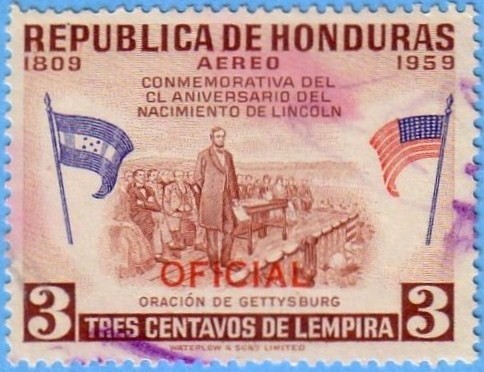 REPUBLICA DE HONDURAS
1809 AEREO 1959
CONMEMORATIVA DEL
CL ANIVERSARIO DEL
NACIMIENTO DE LINCOLN
OFICIAL
ORACIÓN DE GETTYSBURG
3 TRES CENTAVOS DE LEMPIRA 3
WATERLOW & SONS LIMITED